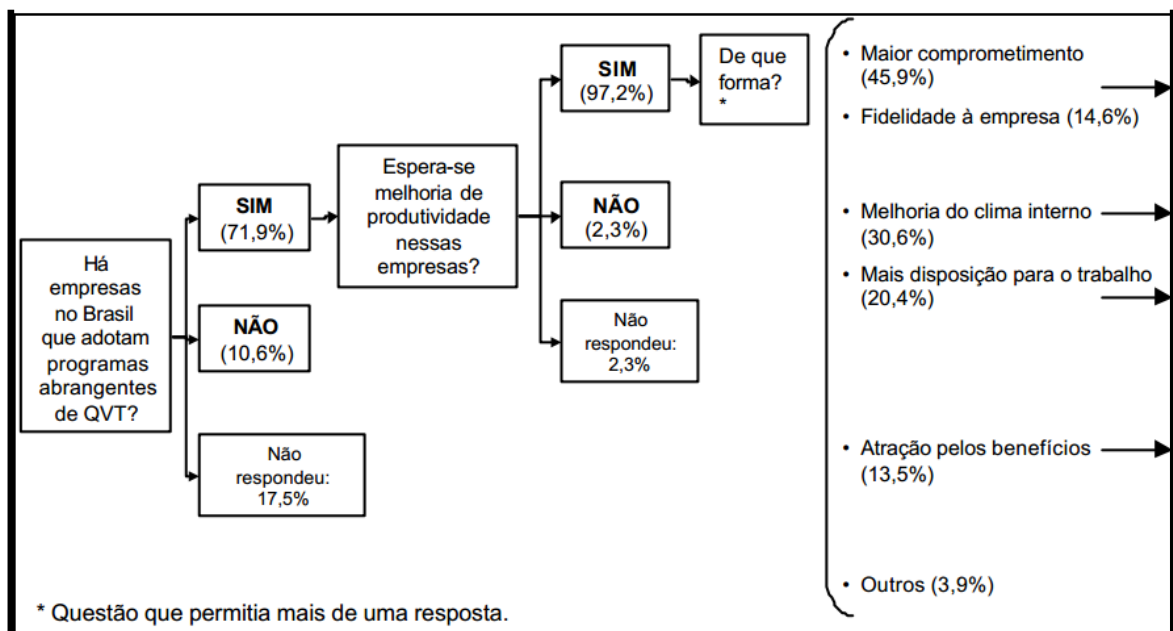 Há
empresas
no Brasil
que adotam
programas
abrangentes
de QVT?
SIM
(71,9%)
NÃO
(10,6%)
Não
respondeu:
17,5%
Espera-se
melhoria de
produtividade
nessas
empresas?
SIM
(97,2%)
NÃO
(2,3%)
Não
respondeu:
2,3%
De que
forma?
*
• Maior comprometimento
(45,9%)
• Fidelidade à empresa (14,6%)
• Melhoria do clima interno
(30,6%)
• Mais disposição para o trabalho
(20,4%)
• Atração pelos benefícios
(13,5%)
• Outros (3,9%)
* Questão que permitia mais de uma resposta.